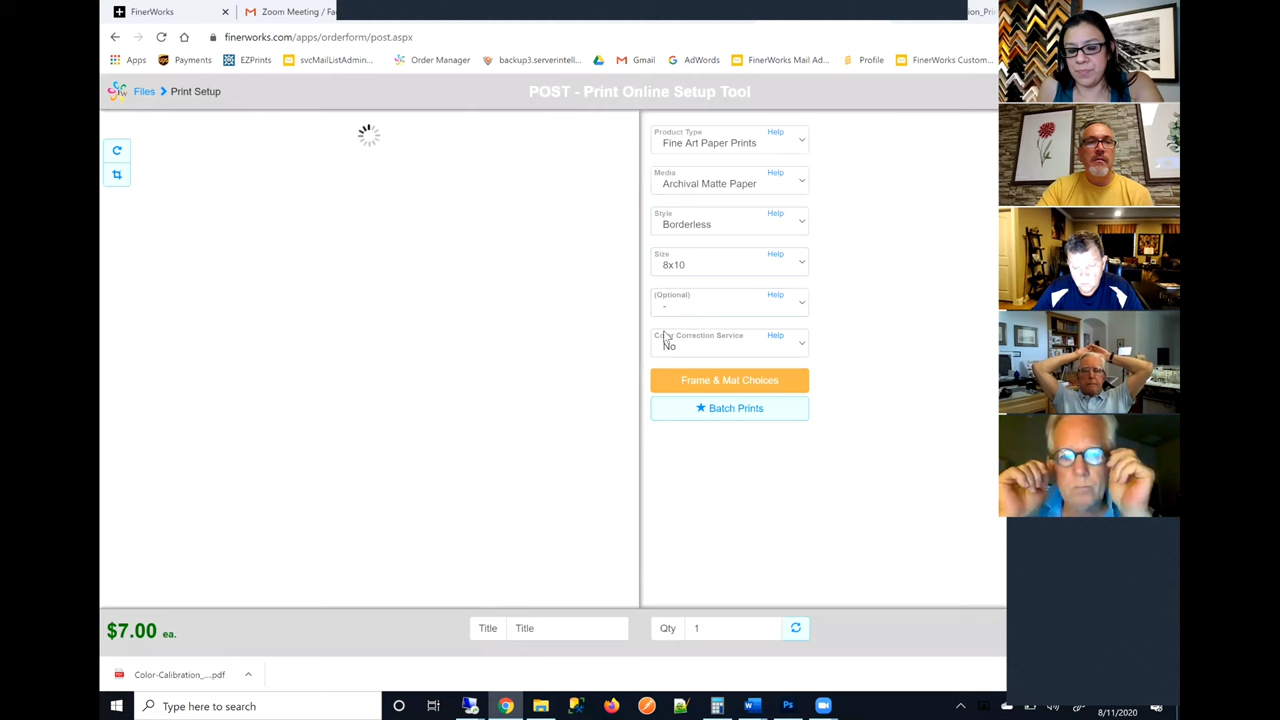 FinerWorks
Zoom Meeting / Fa
ion_Prin
finerworks.com/apps/orderform/post.aspx
Apps Payments EZPrints svcMailListAdmin... Order Manager backup3.serverintell... Gmail AdWords FinerWorks Mail Ad... Profile FinerWorks Custom...
Files Print Setup
POST - Print Online Setup Tool
Product Type Help
Fine Art Paper Prints
Media Help
Archival Matte Paper
Style Help
Borderless
Size Help
8x10
(Optional) Help
-
Color Correction Service Help
No
Frame & Mat Choices
Batch Prints
$7.00 ea.
Title Title
Qty 1
Color-Calibration_....pdf
Type here to search
8/11/2020